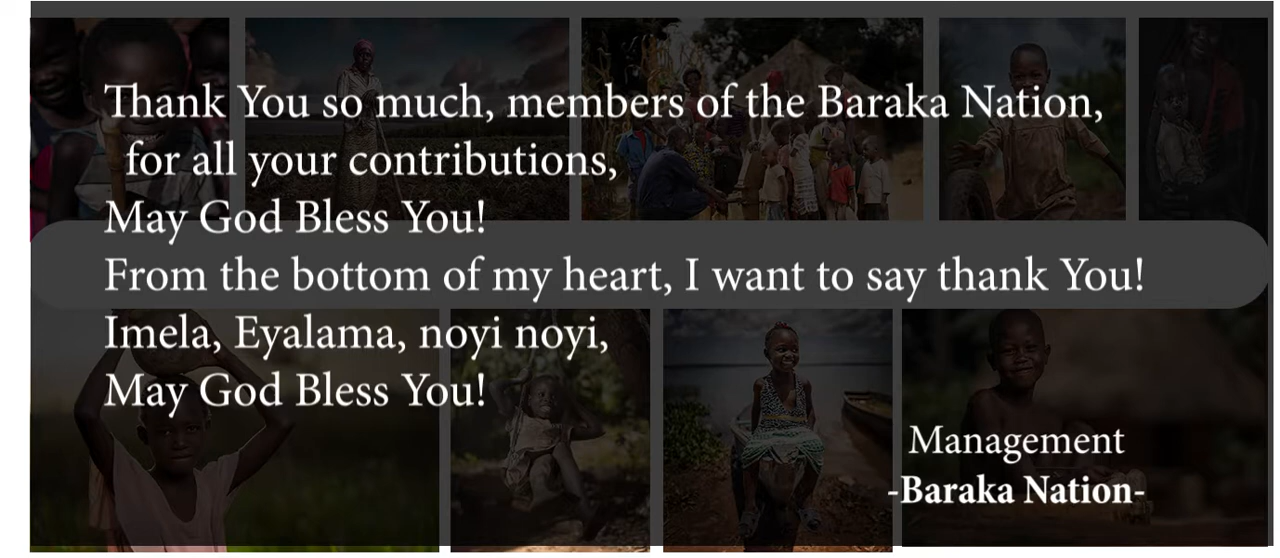 Thank You so much, members of the Baraka Nation,
for all your contributions,
May God Bless You!
From the bottom of my heart, I want to say thank You!
Imela, Eyalama, noyi noyi,
May God Bless You!
Management
-Baraka Nation-